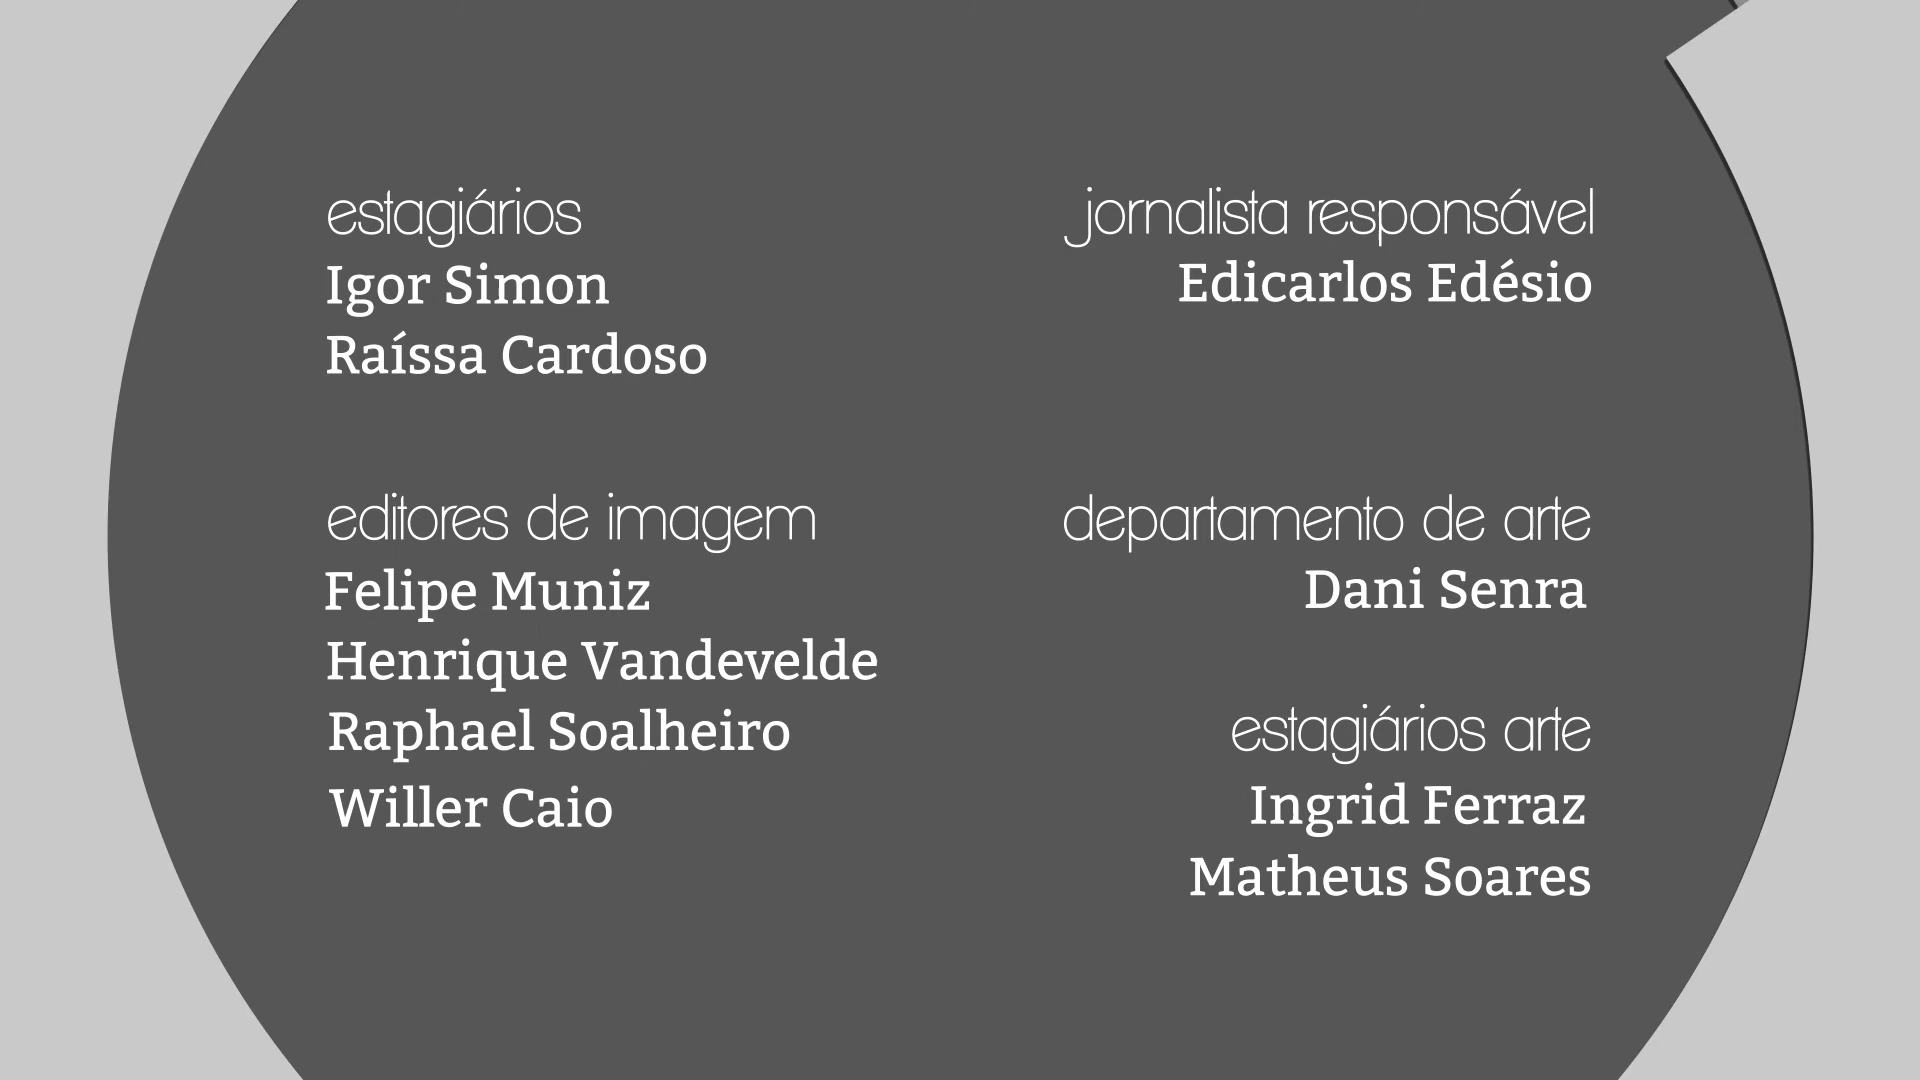 estagiários
Igor Simon
Raíssa Cardoso
editores de imagem
Felipe Muniz
Henrique Vandevelde
Raphael Soalheiro
Willer Caio
jornalista responsável
Edicarlos Edésio
departamento de arte
Dani Senra
estagiários arte
Ingrid Ferraz
Matheus Soares